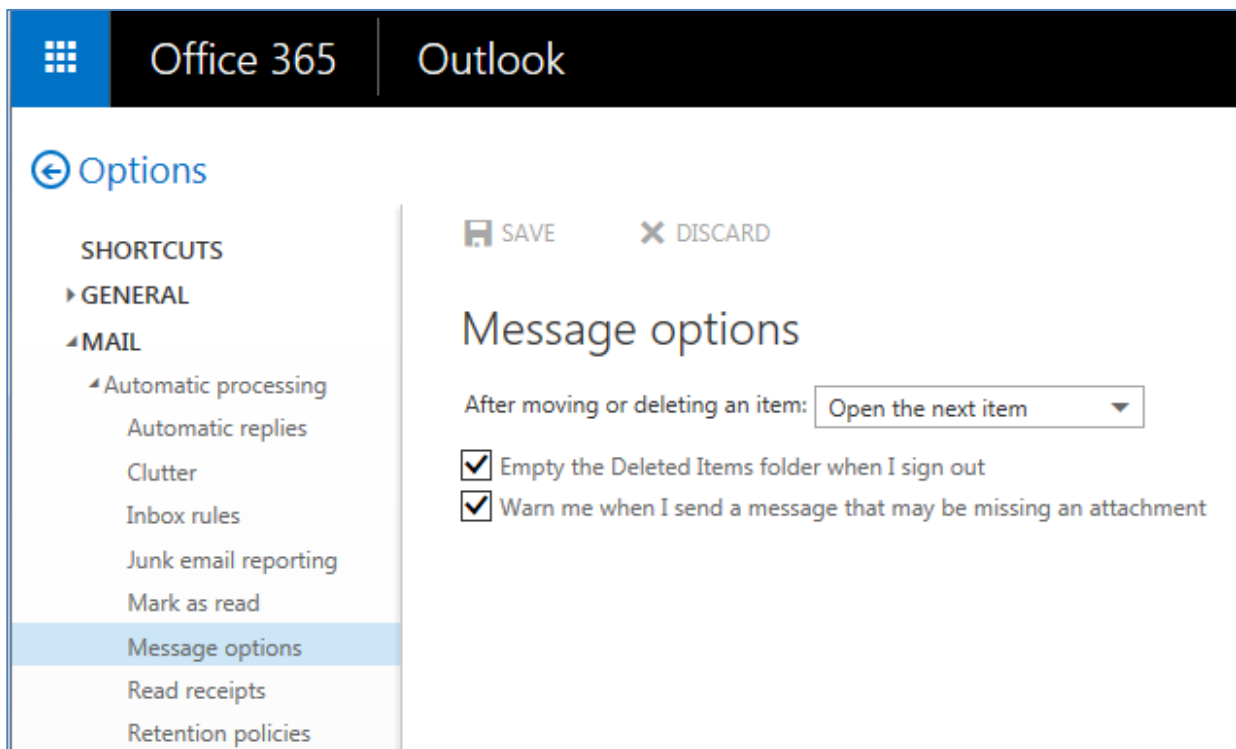 Office 365 Outlook
Options
SHORTCUTS
GENERAL
MAIL
Automatic processing
Automatic replies
Clutter
Inbox rules
Junk email reporting
Mark as read
Message options
Read receipts
Retention policies
SAVE DISCARD
Message options
After moving or deleting an item: Open the next item
Empty the Deleted Items folder when I sign out
Warn me when I send a message that may be missing an attachment